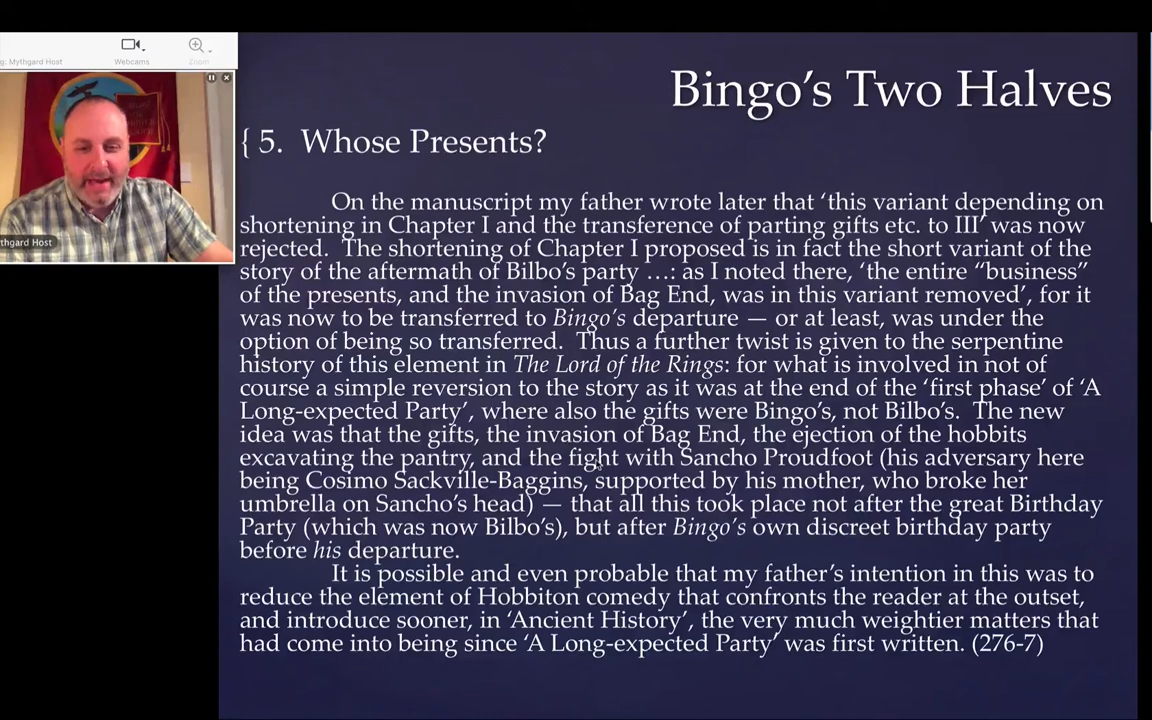 g: Mythgard Host
Webcams
Zoom
thgard Host
Bingo's Two Halves
{ 5. Whose Presents?
On the manuscript my father wrote later that 'this variant depending on
shortening in Chapter I and the transference of parting gifts etc. to III' was now
rejected. The shortening of Chapter I proposed is in fact the short variant of the
story of the aftermath of Bilbo's party …: as I noted there, 'the entire "business"
of the presents, and the invasion of Bag End, was in this variant removed', for it
was now to be transferred to Bingo's departure — or at least, was under the
option of being so transferred. Thus a further twist is given to the serpentine
history of this element in The Lord of the Rings: for what is involved in not of
course a simple reversion to the story as it was at the end of the 'first phase' of 'A
Long-expected Party', where also the gifts were Bingo's, not Bilbo's. The new
idea was that the gifts, the invasion of Bag End, the ejection of the hobbits
excavating the pantry, and the fight with Sancho Proudfoot (his adversary here
being Cosimo Sackville-Baggins, supported by his mother, who broke her
umbrella on Sancho's head) — that all this took place not after the great Birthday
Party (which was now Bilbo's), but after Bingo's own discreet birthday party
before his departure.
It is possible and even probable that my father's intention in this was to
reduce the element of Hobbiton comedy that confronts the reader at the outset,
and introduce sooner, in 'Ancient History', the very much weightier matters that
had come into being since 'A Long-expected Party' was first written. (276-7)